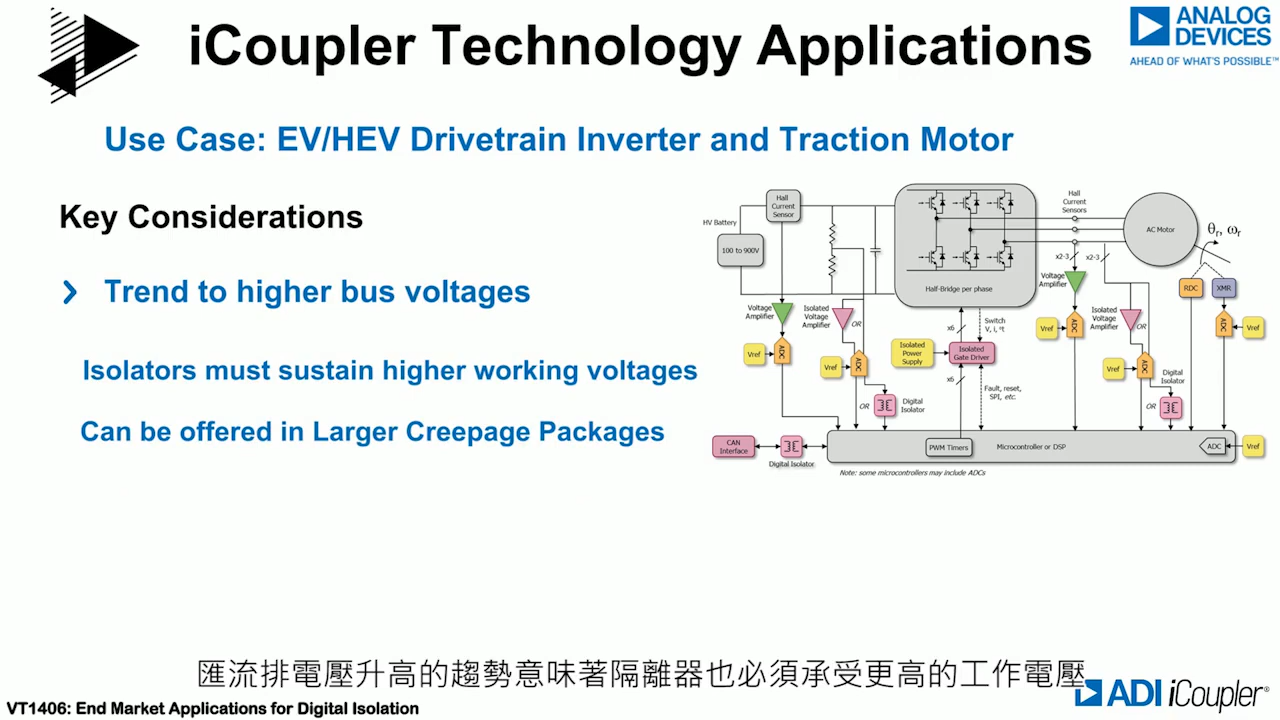 iCoupler Technology Applications
ANALOG
DEVICES
AHEAD OF WHAT'S POSSIBLE™
Use Case: EV/HEV Drivetrain Inverter and Traction Motor
Key Considerations
Trend to higher bus voltages
Isolators must sustain higher working voltages
Can be offered in Larger Creepage Packages
HV Battery
100 to 900V
Hall
Current
Sensor
Half-Bridge per phase
Hall
Current
Sensors
AC Motor
θr, ωr
x2-3
x2-3
Voltage
Amplifier
Isolated
Voltage
Amplifier
OR
Vref
ADC
Vref
ADC
OR
Digital
Isolator
x6
Switch
V, i, °t
Isolated
Power
Supply
Isolated
Gate Driver
x6
Fault, reset,
SPI, etc.
Voltage
Amplifier
Vref
ADC
Isolated
Voltage
Amplifier
OR
Vref
ADC
Digital
Isolator
OR
RDC
XMR
ADC
Vref
CAN
Interface
Digital Isolator
PWM Timers
Microcontroller or DSP
ADC
Vref
Note: some microcontrollers may include ADCs
匯流排電壓升高的趨勢意味著隔離器也必須承受更高的工作電壓
VT1406: End Market Applications for Digital Isolation
ADI iCoupler®